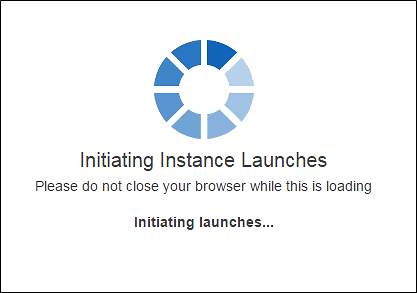 Initiating Instance Launches
Please do not close your browser while this is loading
Initiating launches...